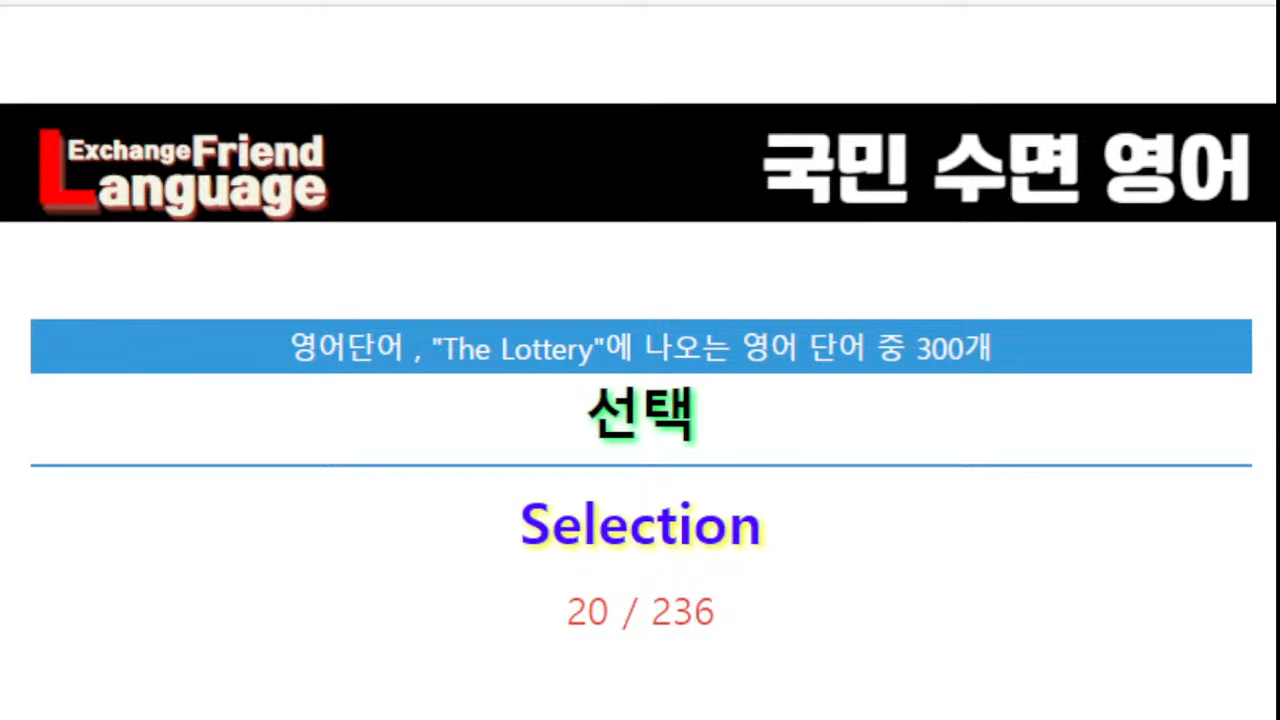 Exchange Friend
Language
국민 수면 영어
영어단어 , "The Lottery"에 나오는 영어 단어 중 300개
선택
Selection
20 / 236